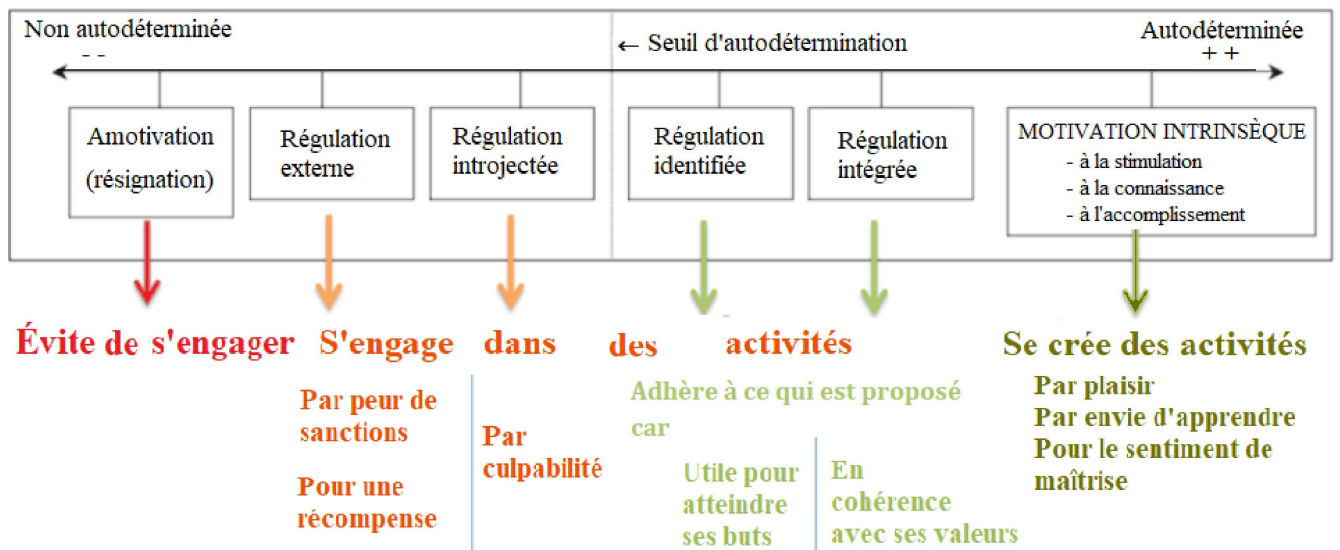 Non autodéterminée
- -
← Seuil d'autodétermination
Autodéterminée
+ +
Amotivation
(résignation)
Régulation
externe
Régulation
introjectée
Régulation
identifiée
Régulation
intégrée
MOTIVATION INTRINSÈQUE
- à la stimulation
- à la connaissance
- à l'accomplissement
Évite de s'engager
S'engage dans des activités
Se crée des activités
Par peur de
sanctions
Pour une
récompense
Par
culpabilité
Adhère à ce qui est proposé
car
Utile pour
atteindre
ses buts
En
cohérence
avec ses valeurs
Par plaisir
Par envie d'apprendre
Pour le sentiment de
maîtrise